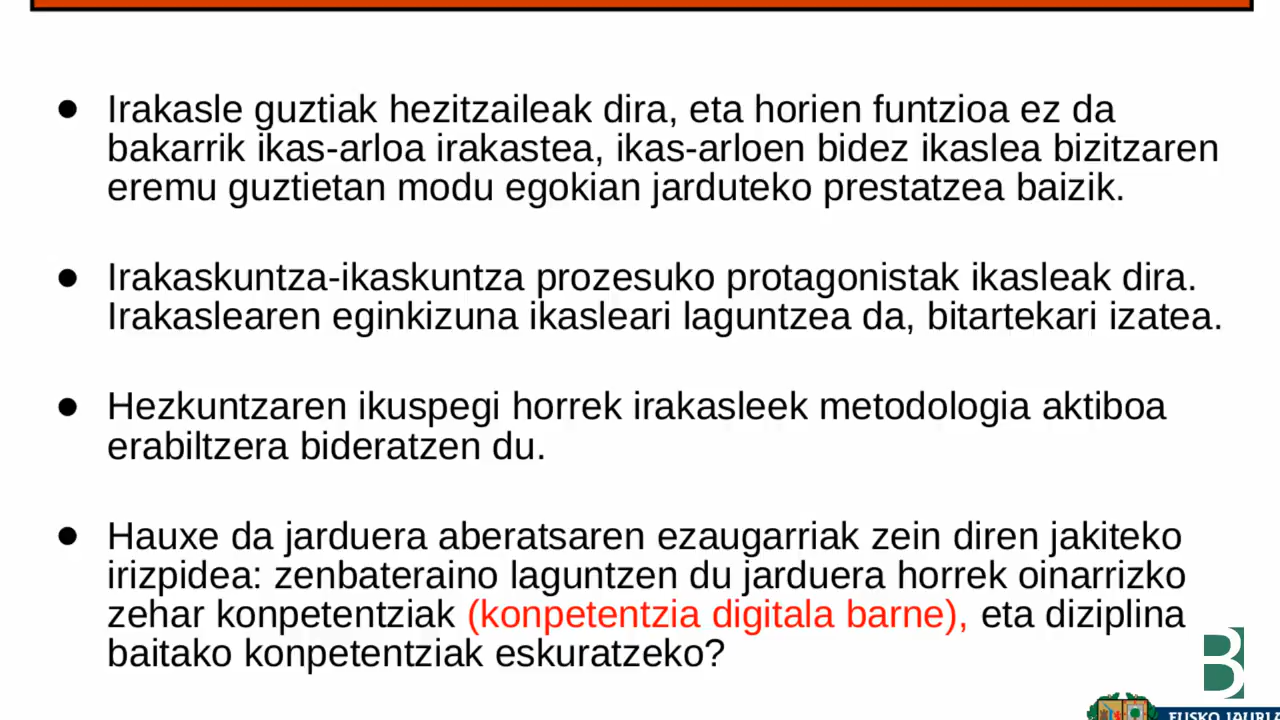 Irakasle guztiak hezitzaileak dira, eta horien funtzioa ez da
bakarrik ikas-arloa irakastea, ikas-arloen bidez ikaslea bizitzaren
eremu guztietan modu egokian jarduteko prestatzea baizik.
Irakaskuntza-ikaskuntza prozesuko protagonistak ikasleak dira.
Irakaslearen eginkizuna ikasleari laguntzea da, bitartekari izatea.
Hezkuntzaren ikuspegi horrek irakasleek metodologia aktiboa
erabiltzera bideratzen du.
Hauxe da jarduera aberatsaren ezaugarriak zein diren jakiteko
irizpidea: zenbateraino laguntzen du jarduera horrek oinarrizko
zehar konpetentziak (konpetentzia digitala barne), eta diziplina
baitako konpetentziak eskuratzeko?
B
EUSKO